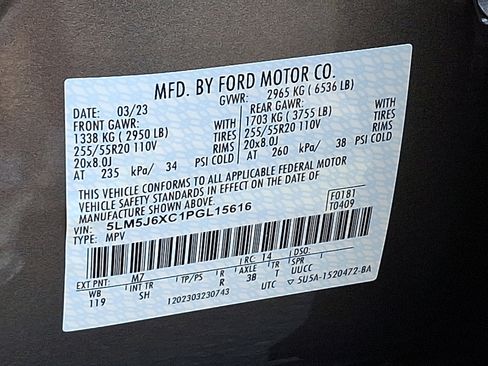 MFD. BY FORD MOTOR CO.
DATE: 03/23 GVWR: 2965 KG ( 6536 LB)
FRONT GAWR: REAR GAWR:
1338 KG ( 2950 LB) WITH 1703 KG ( 3755 LB) WITH
255/55R20 110V TIRES 255/55R20 110V TIRES
20x8.0J RIMS 20x8.0J RIMS
AT 235 kPa/ 34 PSI COLD AT 260 kPa/ 38 PSI COLD
THIS VEHICLE CONFORMS TO ALL APPLICABLE FEDERAL MOTOR
VEHICLE SAFETY STANDARDS IN EFFECT ON THE DATE OF
MANUFACTURE SHOWN ABOVE.
VIN: 5LM5J6XC1PGL15616 F0181
TYPE: MPV T0409
EXT PNT: M7 RC: 14 DSO:
WB INT TR TP/PS R AXLE TR SPR
119 SH R 3B T UUCC
1202303230743 UTC ▽ 5U5A-1520472-BA